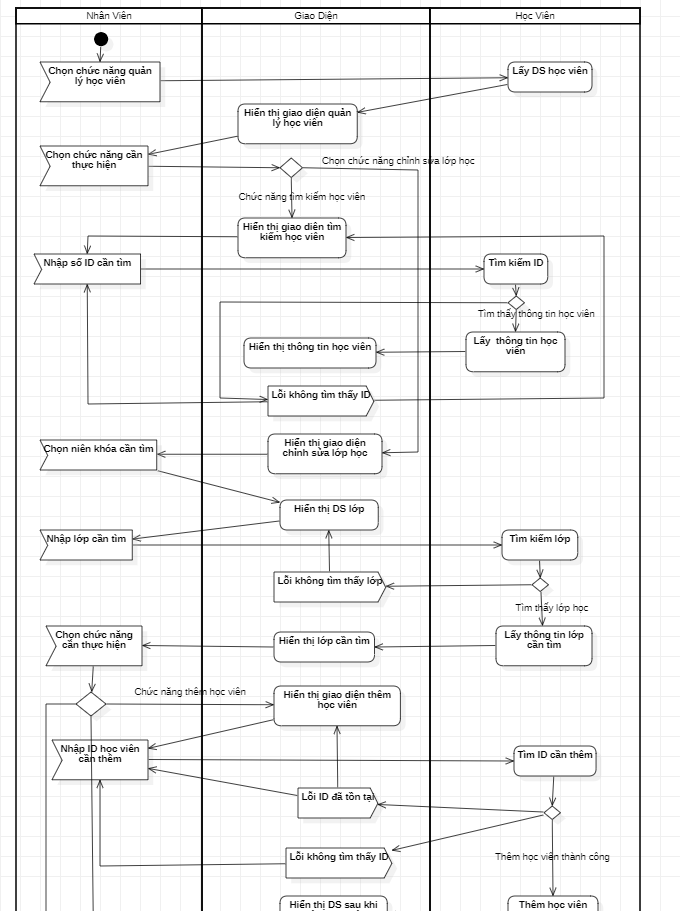 Nhân Viên
Giao Diện
Học Viên
Chọn chức năng quản
lý học viên
Lấy DS học viên
Hiển thị giao diện quản
lý học viên
Chọn chức năng cần
thực hiện
Chọn chức năng chỉnh sửa lớp học
Chức năng tìm kiếm học viên
Hiển thị giao diện tìm
kiếm học viên
Nhập số ID cần tìm
Tìm kiếm ID
Tìm thấy thông tin học viên
Hiển thị thông tin học viên
Lấy thông tin học
viên
Lỗi không tìm thấy ID
Chọn niên khóa cần tìm
Hiển thị giao diện
chỉnh sửa lớp học
Hiển thị DS lớp
Nhập lớp cần tìm
Tìm kiếm lớp
Lỗi không tìm thấy lớp
Tìm thấy lớp học
Chọn chức năng
cần thực hiện
Hiển thị lớp cần tìm
Lấy thông tin lớp
cần tìm
Chức năng thêm học viên
Hiển thị giao diện thêm
học viên
Nhập ID học viên
cần thêm
Tìm ID cần thêm
Lỗi ID đã tồn tại
Lỗi không tìm thấy ID
Thêm học viên thành công
Hiển thị DS sau khi
Thêm học viên